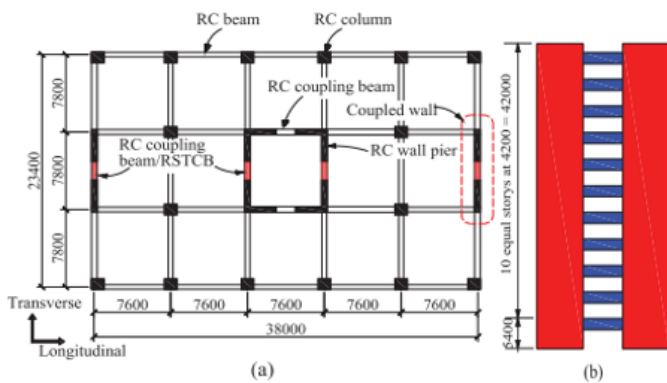 RC beam
RC column
RC coupling beam
Coupled wall
RC coupling
beam/RSTCB
RC wall pier
7800
7800
7800
23400
7600
7600
7600
7600
7600
38000
Transverse
Longitudinal
(a)
10 equal storys at 4200 = 42000
5400
(b)